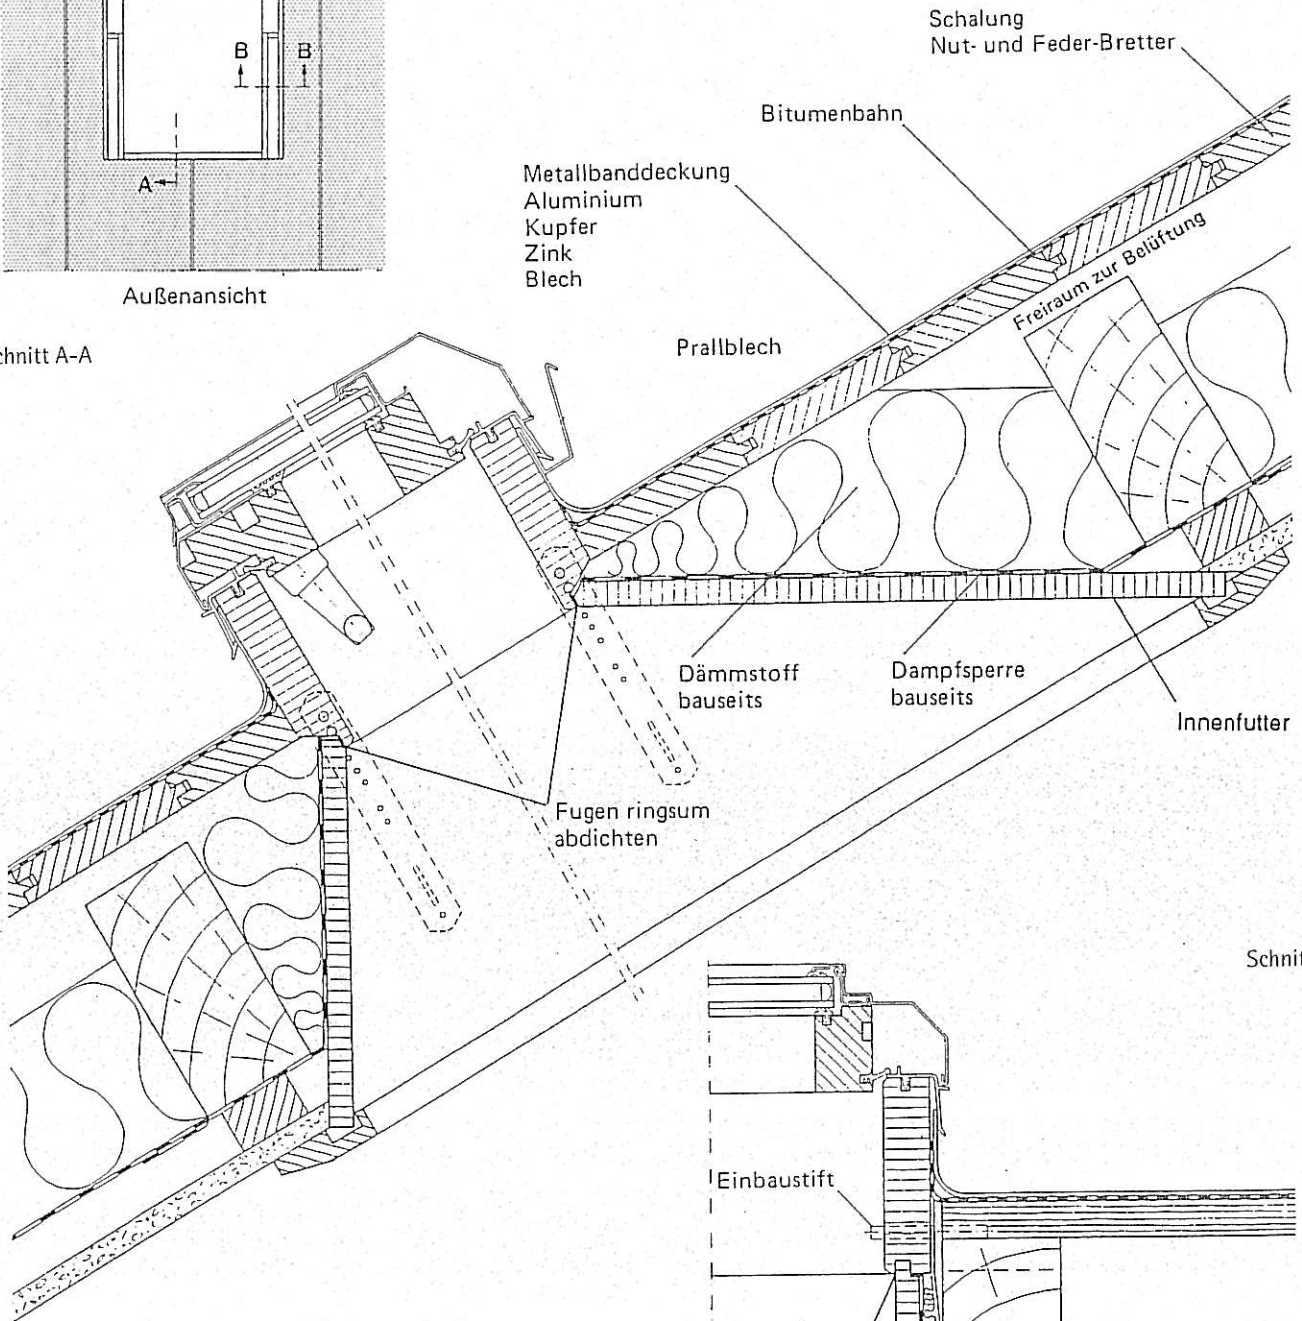 B B
A
Außenansicht
Schalung
Nut- und Feder-Bretter
Bitumenbahn
Metallbanddeckung
Aluminium
Kupfer
Zink
Blech
Freiraum zur Belüftung
chnitt A-A
Prallblech
Dämmstoff
bauseits
Dampfsperre
bauseits
Innenfutter
Fugen ringsum
abdichten
Schnit
Einbaustift